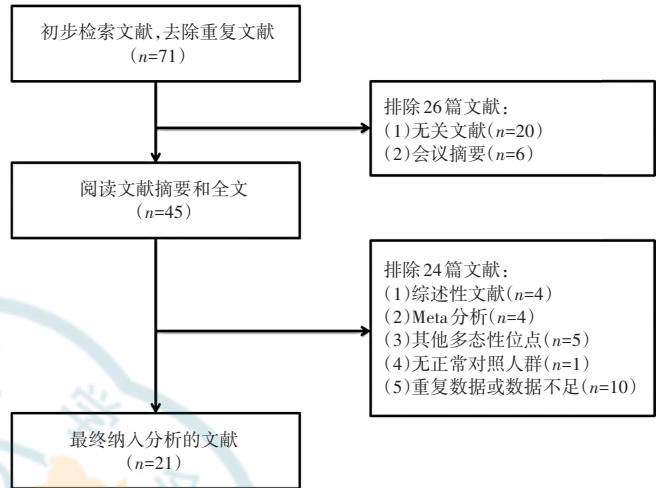 初步检索文献,去除重复文献
(n=71)
排除26篇文献：
(1)无关文献(n=20)
(2)会议摘要(n=6)
阅读文献摘要和全文
(n=45)
排除24篇文献：
(1)综述性文献(n=4)
(2)Meta分析(n=4)
(3)其他多态性位点(n=5)
(4)无正常对照人群(n=1)
(5)重复数据或数据不足(n=10)
最终纳入分析的文献
(n=21)